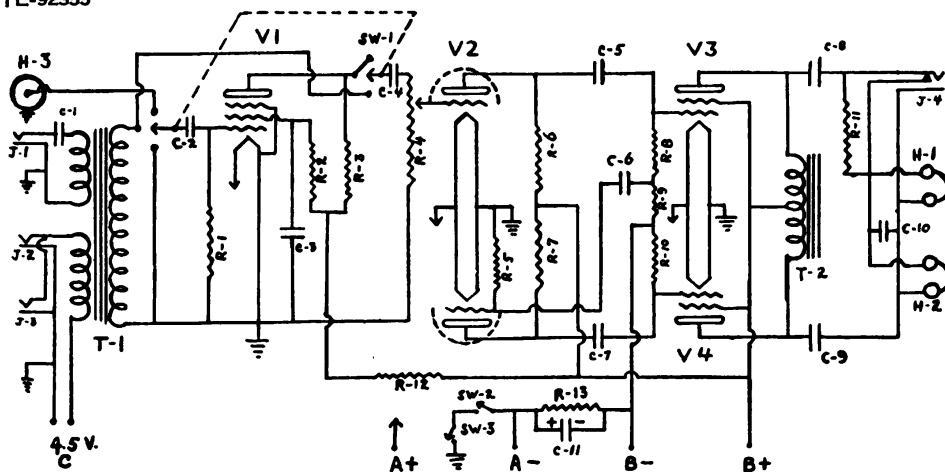 TL-92353
H-3
V1
SW-1
V2
C-5
V3
C-8
C-1
C-4
J-4
J-1
C-2
R-2
R-3
R-4
R-6
C-6
R-8
R-9
R-11
H-1
R-1
C-3
R-5
R-7
R-10
C-10
J-2
J-3
T-1
T-2
H-2
C-7
V4
C-9
R-12
SW-2
R-13
SW-3
+ -
C-11
4.5 V.
C
A+
A-
B-
B+